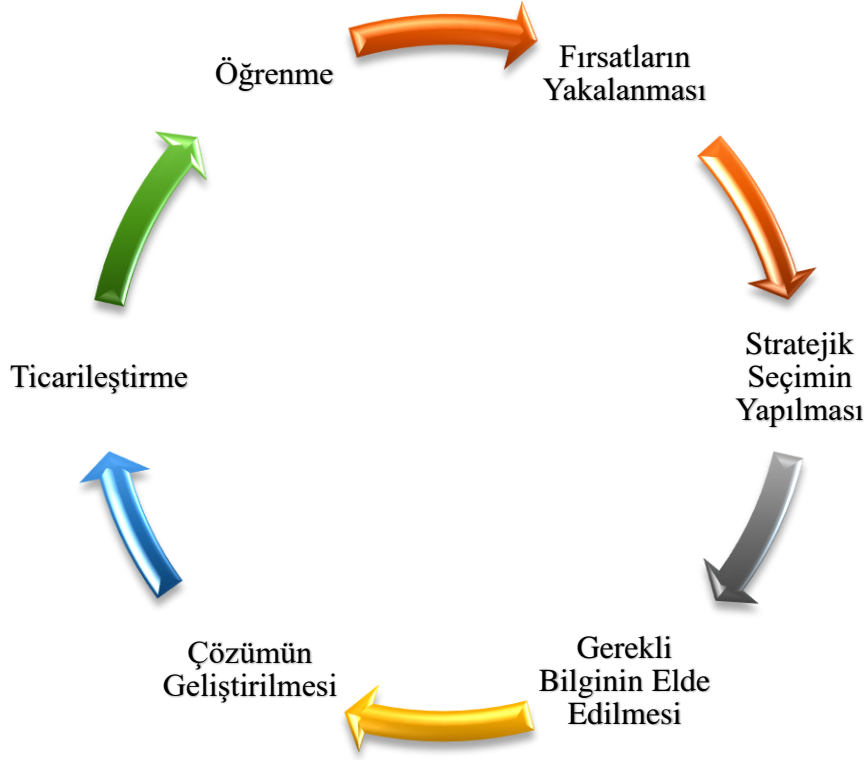 Öğrenme
Fırsatların
Yakalanması
Stratejik
Seçimin
Yapılması
Gerekli
Bilginin Elde
Edilmesi
Çözümün
Geliştirilmesi
Ticarileştirme